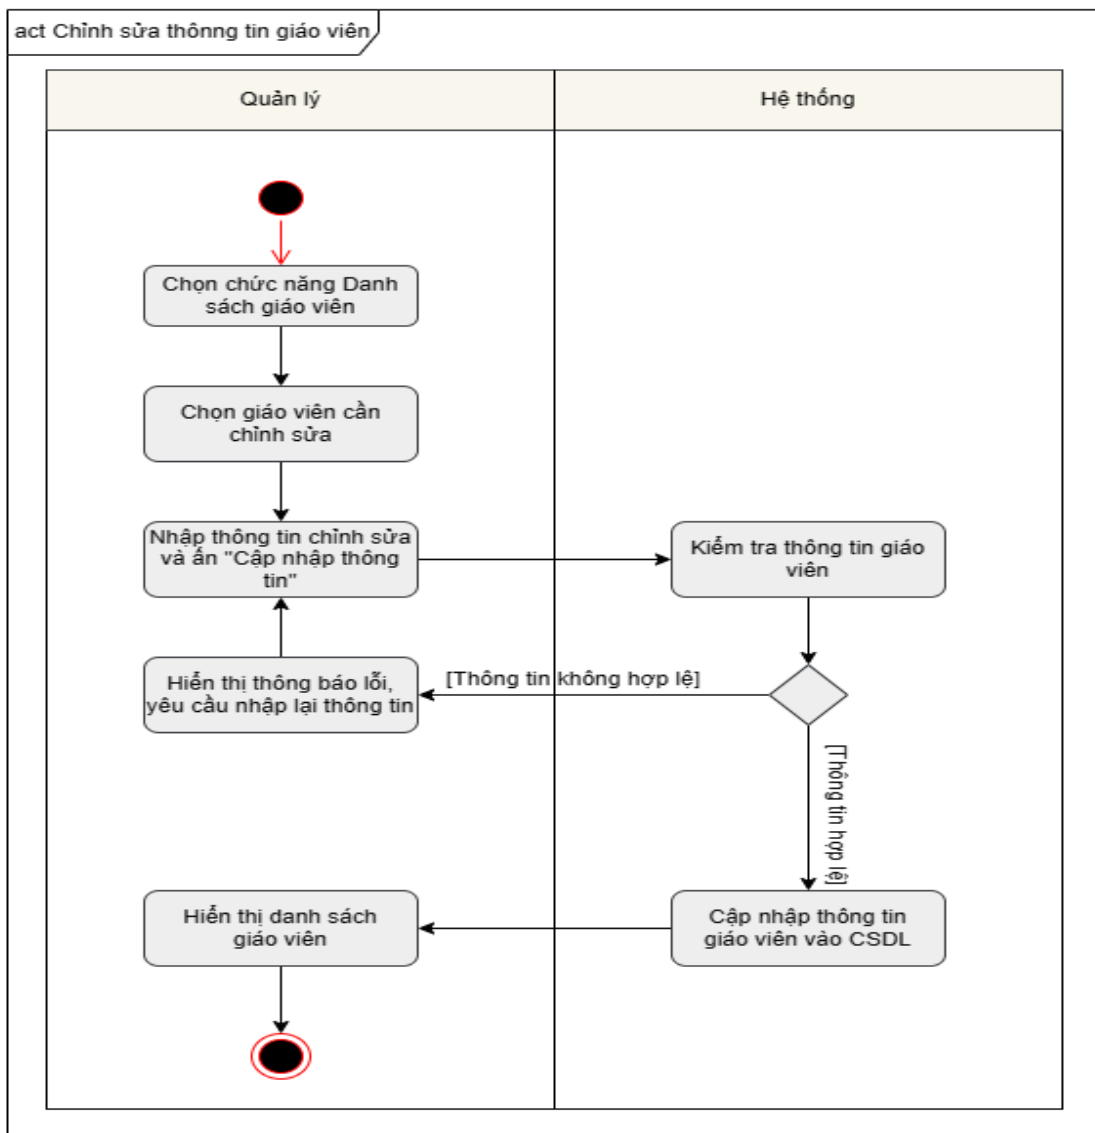 act Chỉnh sửa thônng tin giáo viên
Quản lý
Hệ thống
Chọn chức năng Danh
sách giáo viên
Chọn giáo viên cần
chỉnh sửa
Nhập thông tin chỉnh sửa
và ấn "Cập nhập thông
tin"
Kiểm tra thông tin giáo
viên
Hiển thị thông báo lỗi,
yêu cầu nhập lại thông tin
[Thông tin không hợp lệ]
[Thông tin hợp lệ]
Hiển thị danh sách
giáo viên
Cập nhập thông tin
giáo viên vào CSDL